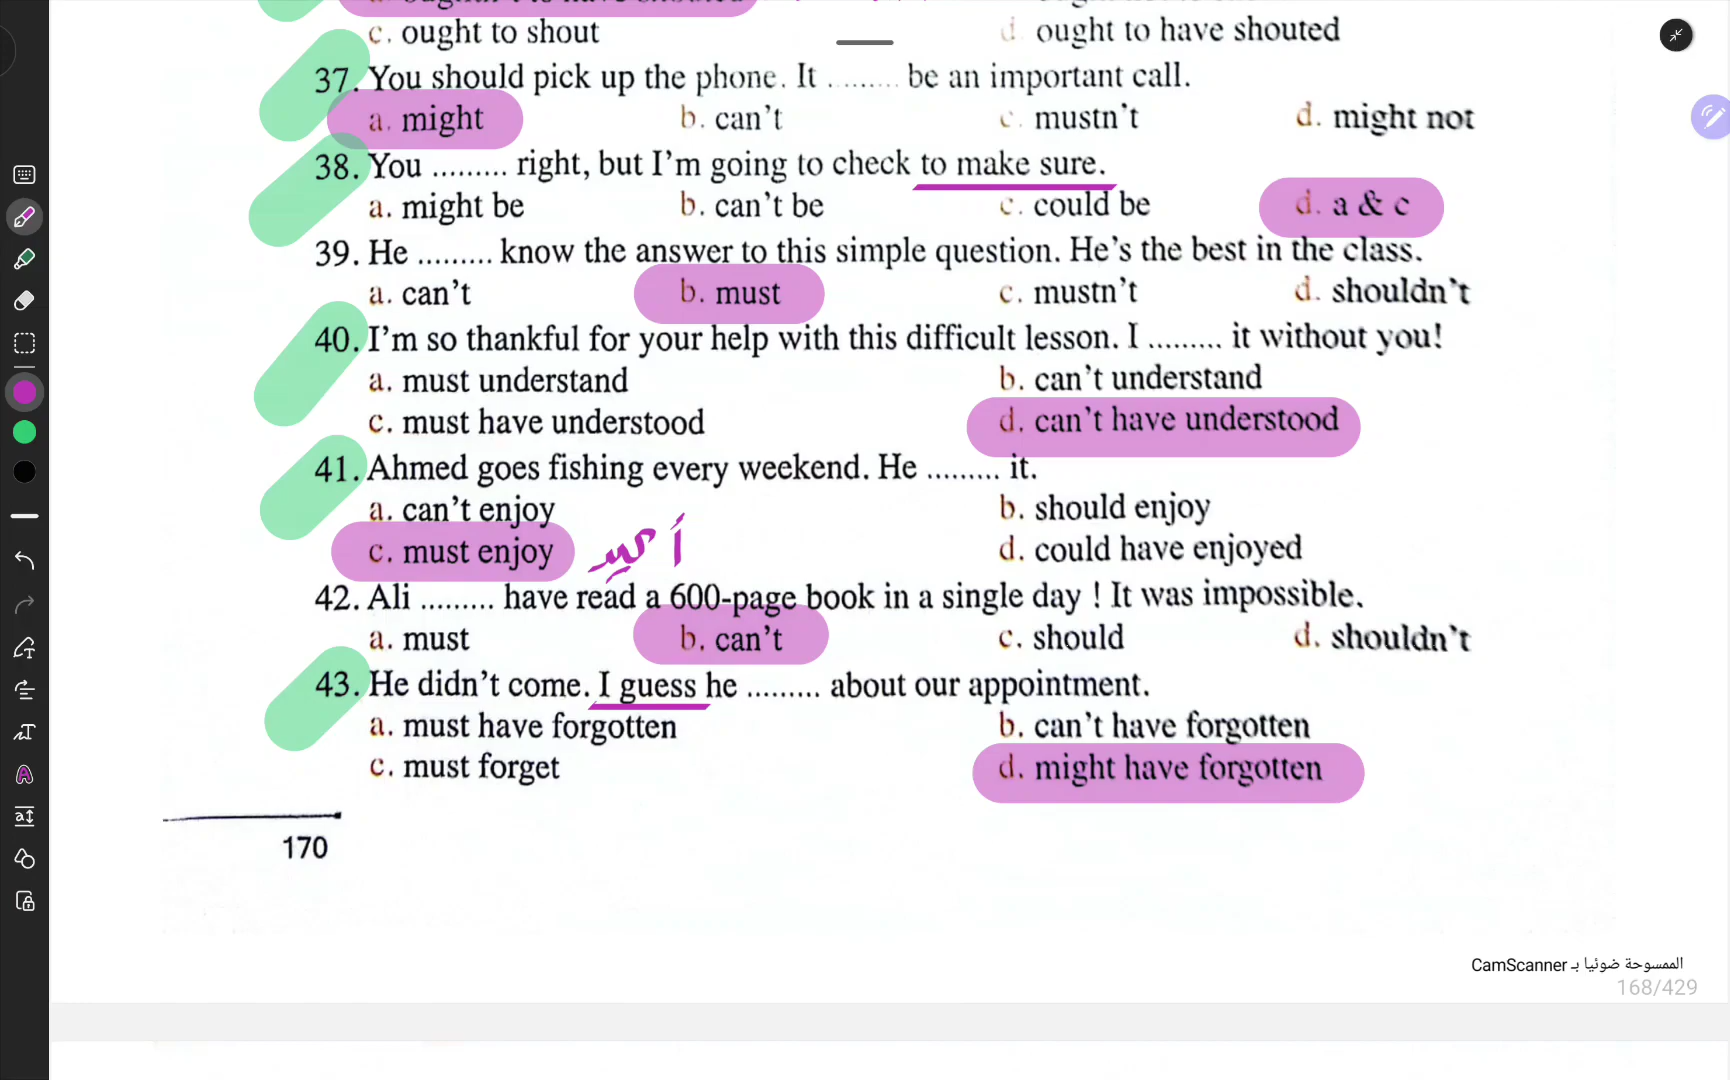 c. ought to shout d. ought to have shouted
37. You should pick up the phone. It ......... be an important call.
a. might b. can't c. mustn't d. might not
38. You ......... right, but I'm going to check to make sure.
a. might be b. can't be c. could be d. a & c
39. He ......... know the answer to this simple question. He's the best in the class.
a. can't b. must c. mustn't d. shouldn't
40. I'm so thankful for your help with this difficult lesson. I ......... it without you!
a. must understand b. can't understand
c. must have understood d. can't have understood
41. Ahmed goes fishing every weekend. He ......... it.
a. can't enjoy b. should enjoy
c. must enjoy أكيد d. could have enjoyed
42. Ali ......... have read a 600-page book in a single day ! It was impossible.
a. must b. can't c. should d. shouldn't
43. He didn't come. I guess he ......... about our appointment.
a. must have forgotten b. can't have forgotten
c. must forget d. might have forgotten
170
الممسوحة ضوئيا بـ CamScanner
168/429